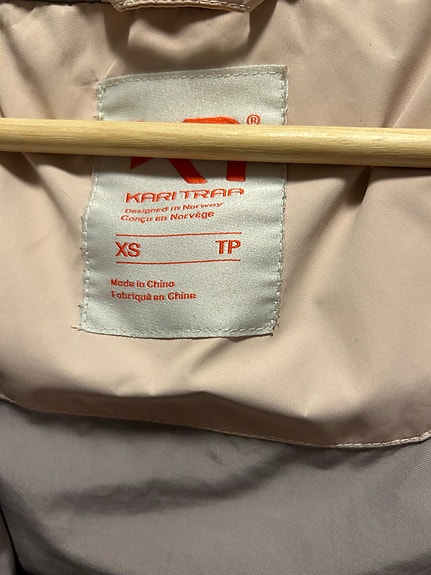 ®
KARI TRAA
Designed in Norway
Conçu en Norvège
XS TP
Made in China
Fabriqué en Chine